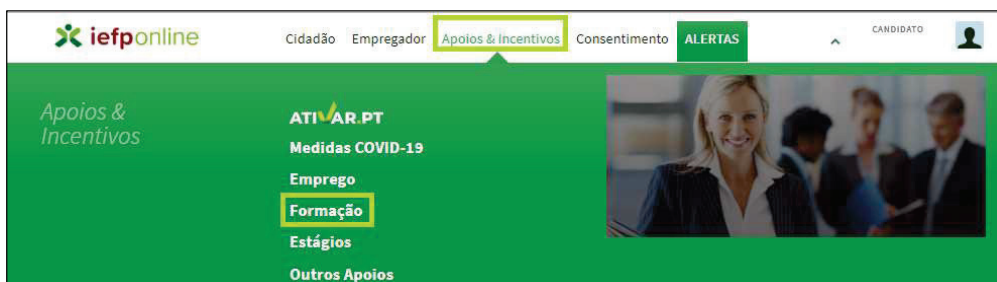 iefponline
Cidadão Empregador Apoios & Incentivos Consentimento ALERTAS CANDIDATO
Apoios &
Incentivos
ATIVAR.PT
Medidas COVID-19
Emprego
Formação
Estágios
Outros Apoios